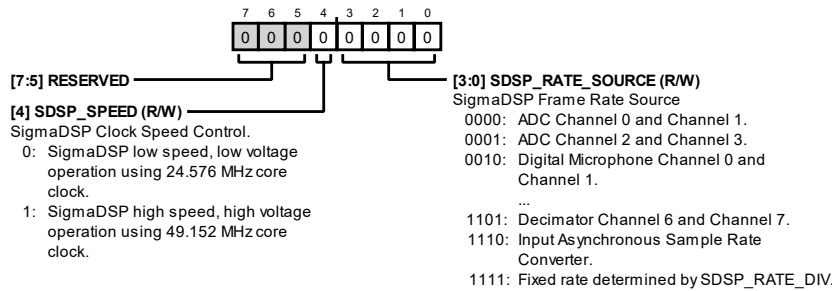 7 6 5 4 3 2 1 0
0 0 0 0 0 0 0 0
[7:5] RESERVED
[4] SDSP_SPEED (R/W)
SigmaDSP Clock Speed Control.
0: SigmaDSP low speed, low voltage
operation using 24.576 MHz core
clock.
1: SigmaDSP high speed, high voltage
operation using 49.152 MHz core
clock.
[3:0] SDSP_RATE_SOURCE (R/W)
SigmaDSP Frame Rate Source
0000: ADC Channel 0 and Channel 1.
0001: ADC Channel 2 and Channel 3.
0010: Digital Microphone Channel 0 and
Channel 1.
...
1101: Decimator Channel 6 and Channel 7.
1110: Input Asynchronous Sample Rate
Converter.
1111: Fixed rate determined by SDSP_RATE_DIV.